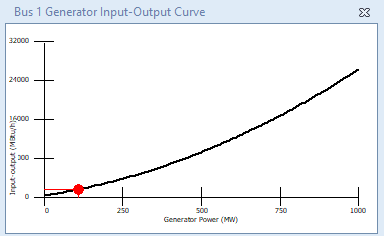 Bus 1 Generator Input-Output Curve
32000
24000
16000
0
Input-output (MBtu/h)
0 250 500 750 1000
Generator Power (MW)